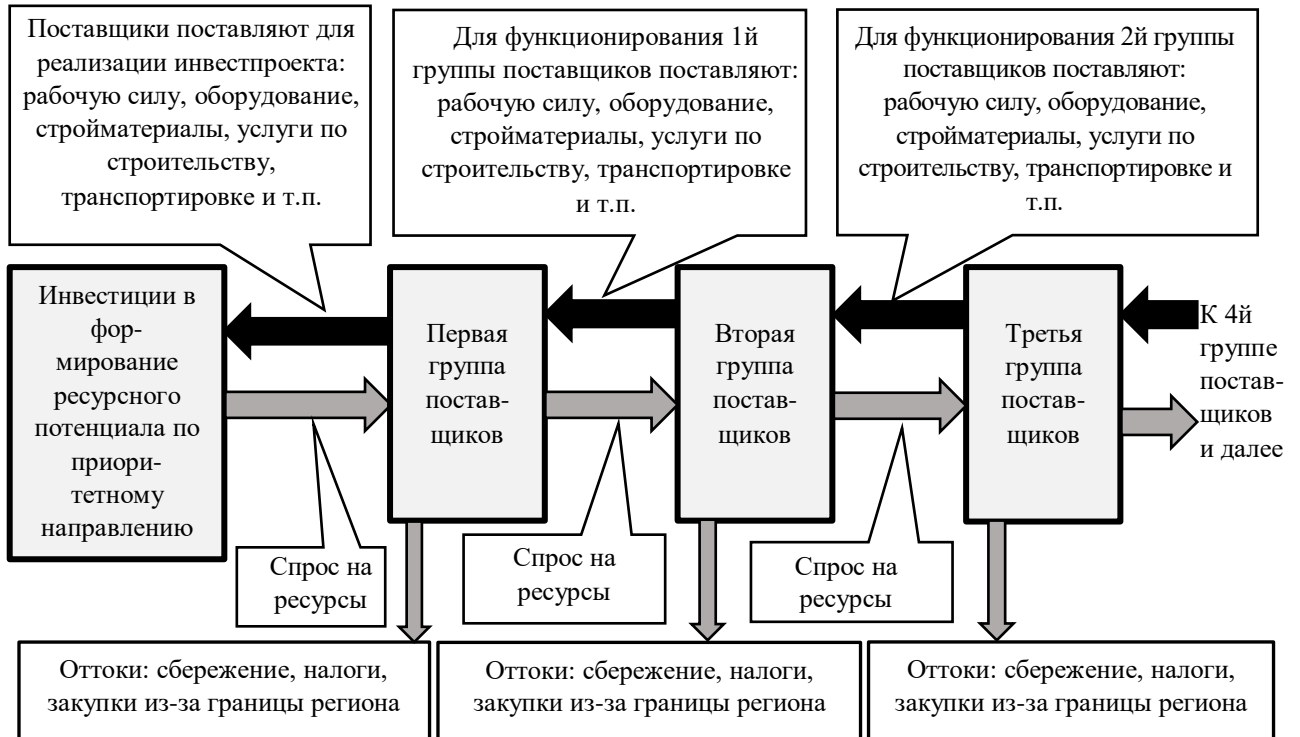 Поставщики поставляют для
реализации инвестпроекта:
рабочую силу, оборудование,
стройматериалы, услуги по
строительству,
транспортировке и т.п.
Для функционирования 1й
группы поставщиков поставляют:
рабочую силу, оборудование,
стройматериалы, услуги по
строительству, транспортировке
и т.п.
Для функционирования 2й группы
поставщиков поставляют:
рабочую силу, оборудование,
стройматериалы, услуги по
строительству, транспортировке и
т.п.
Инвестиции в
фор-
мирование
ресурсного
потенциала по
приори-
тетному
направлению
Первая
группа
постав-
щиков
Вторая
группа
постав-
щиков
Третья
группа
постав-
щиков
К 4й
группе
постав-
щиков
и далее
Спрос на
ресурсы
Спрос на
ресурсы
Спрос на
ресурсы
Оттоки: сбережение, налоги,
закупки из-за границы региона
Оттоки: сбережение, налоги,
закупки из-за границы региона
Оттоки: сбережение, налоги,
закупки из-за границы региона